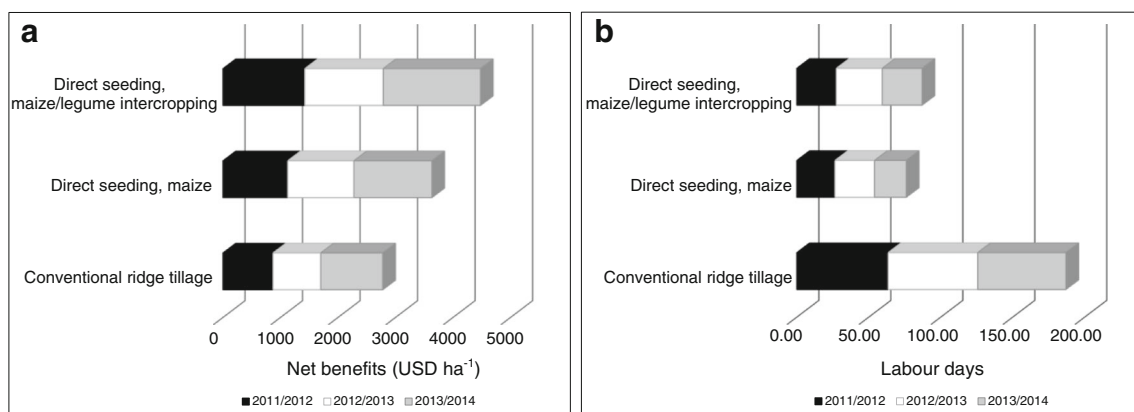 a
Direct seeding,
maize/legume intercropping
Direct seeding, maize
Conventional ridge tillage
0 1000 2000 3000 4000 5000
Net benefits (USD ha⁻¹)
2011/2012 2012/2013 2013/2014
b
Direct seeding,
maize/legume intercropping
Direct seeding, maize
Conventional ridge tillage
0.00 50.00 100.00 150.00 200.00
Labour days
2011/2012 2012/2013 2013/2014